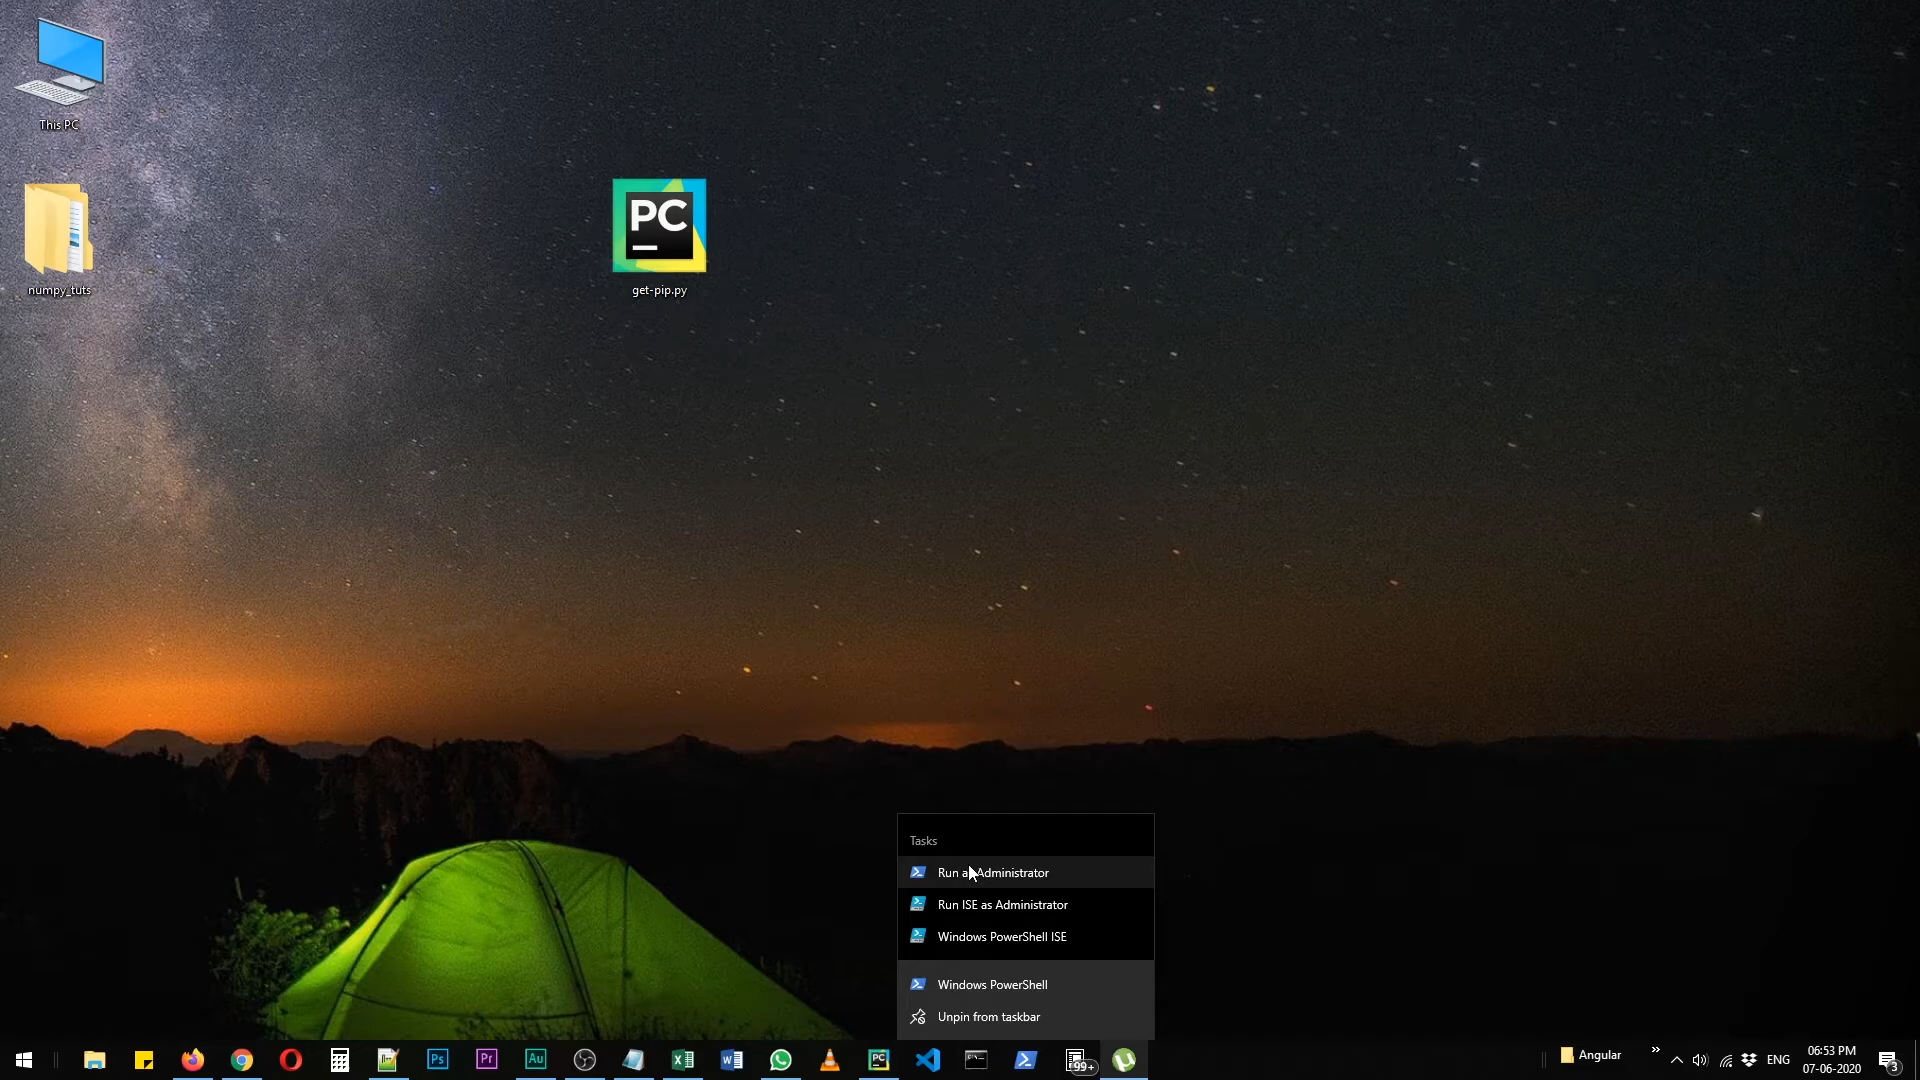 This PC
numpy_tuts
PC
get-pip.py
Tasks
Run as Administrator
Run ISE as Administrator
Windows PowerShell ISE
Windows PowerShell
Unpin from taskbar
Ps
Pr
Au
PC
99+
Angular
ENG
06:53 PM
07-06-2020
3